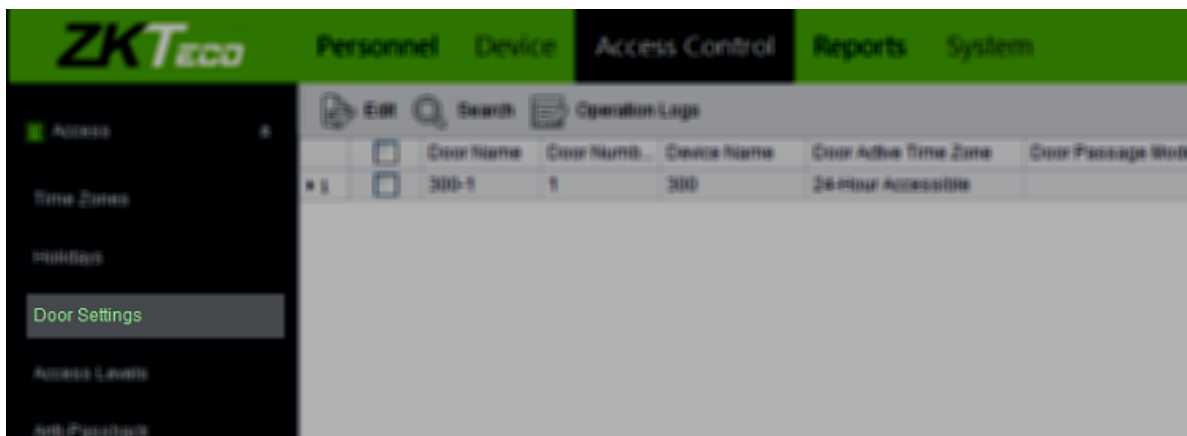 ZKTeco
Personnel Device Access Control Reports System
Edit Search Operation Logs
Access
Door Name Door Numb... Device Name Door Active Time Zone Door Passage Mode
1 300-1 1 300 24-Hour Accessible
Time Zones
Holidays
Door Settings
Access Levels
Anti-Passback